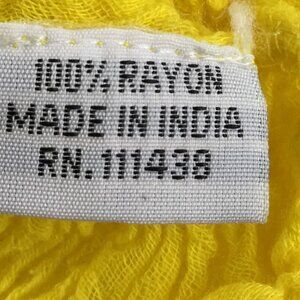 100% RAYON
MADE IN INDIA
RN. 111438